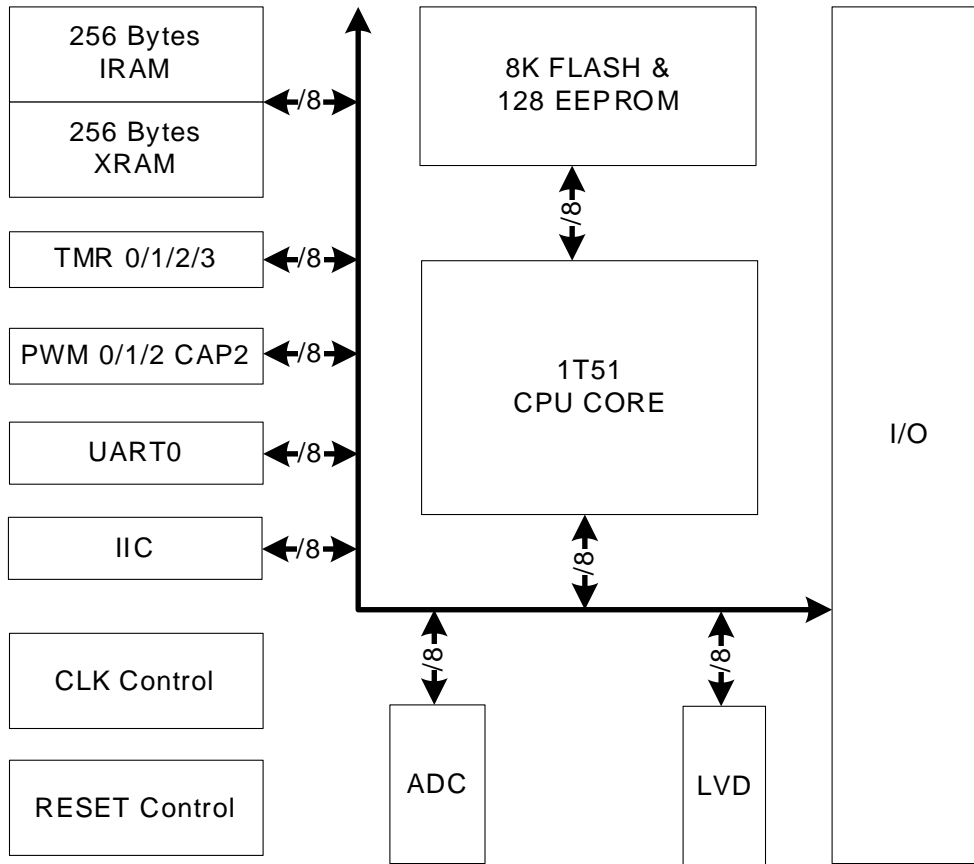 256 Bytes
IRAM
/8
256 Bytes
XRAM
8K FLASH &
128 EEPROM
/8
TMR 0/1/2/3
/8
PWM 0/1/2 CAP2
/8
1T51
CPU CORE
I/O
UART0
/8
IIC
/8
/8
CLK Control
/8
/8
ADC
LVD
RESET Control